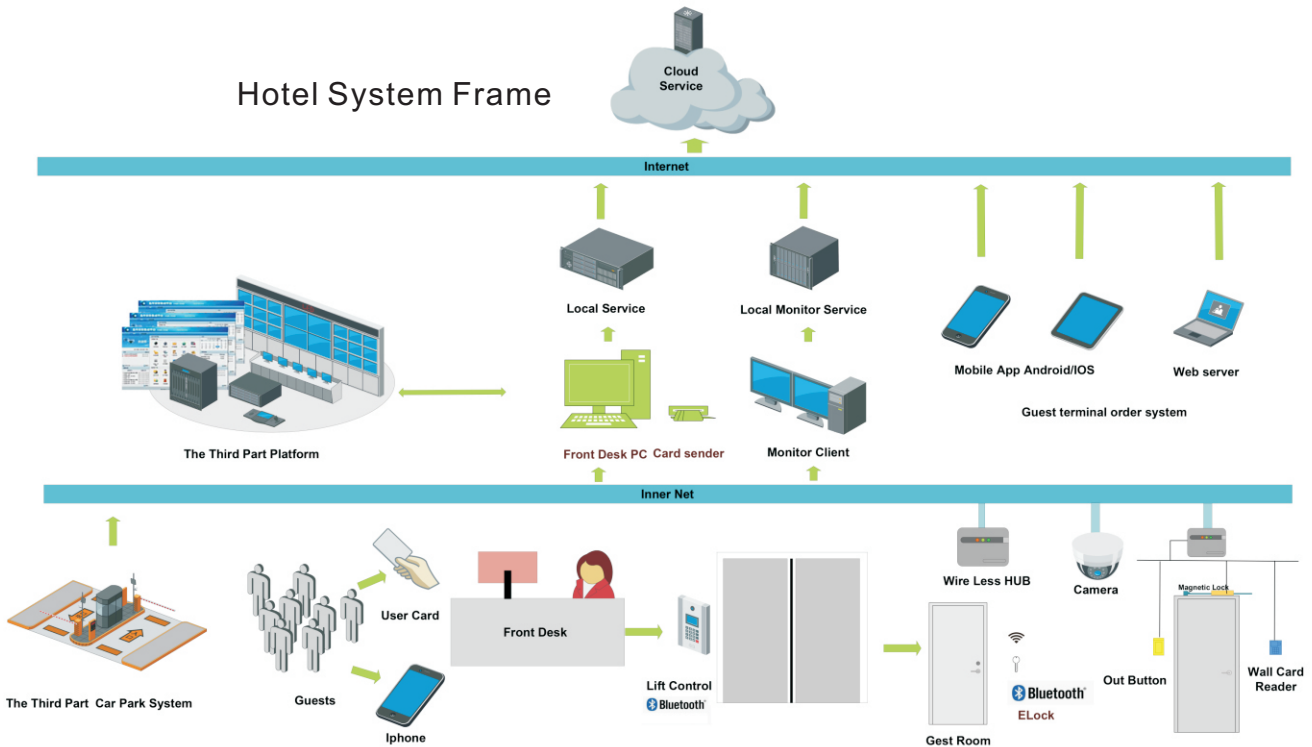 Cloud
Service
Hotel System Frame
Internet
Local Service
Local Monitor Service
Mobile App Android/IOS
Web server
Guest terminal order system
The Third Part Platform
Front Desk PC
Card sender
Monitor Client
Inner Net
Wire Less HUB
Camera
Magnetic Lock
User Card
Front Desk
Out Button
Wall Card
Reader
The Third Part Car Park System
Guests
Iphone
Lift Control
Bluetooth®
Bluetooth®
ELock
Gest Room